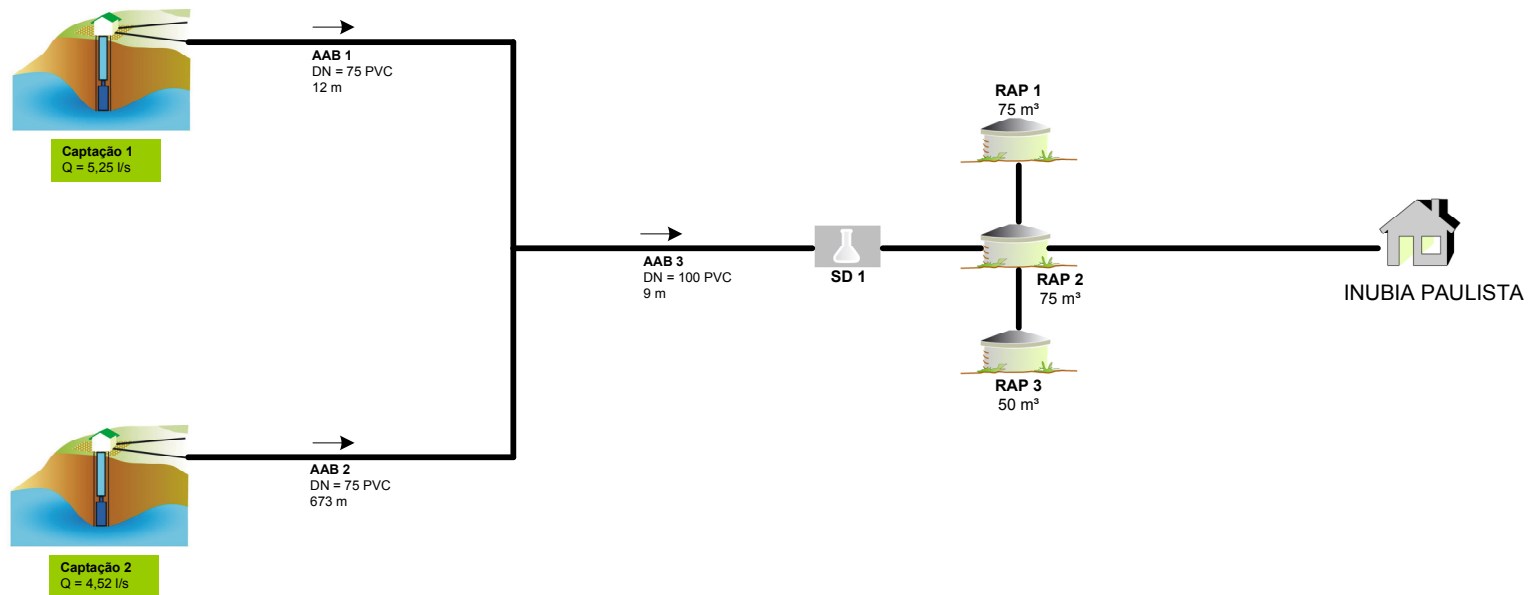 AAB 1
DN = 75 PVC
12 m
Captação 1
Q = 5,25 l/s
RAP 1
75 m³
AAB 3
DN = 100 PVC
9 m
SD 1
RAP 2
75 m³
INUBIA PAULISTA
RAP 3
50 m³
AAB 2
DN = 75 PVC
673 m
Captação 2
Q = 4,52 l/s